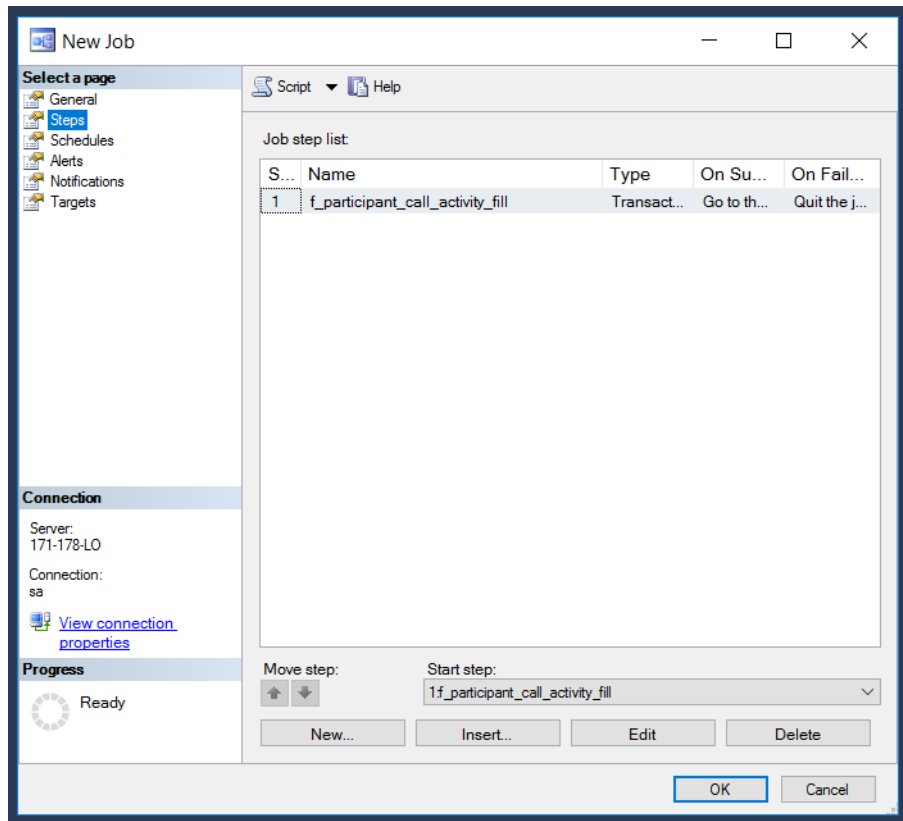 New Job
Select a page
General
Steps
Schedules
Alerts
Notifications
Targets
Connection
Server:
171-178-LO
Connection:
sa
View connection
properties
Progress
Ready
Script Help
Job step list:
S... Name Type On Su... On Fail...
1 f_participant_call_activity_fill Transact... Go to th... Quit the j...
Move step: Start step:
1:f_participant_call_activity_fill
New... Insert... Edit Delete
OK Cancel